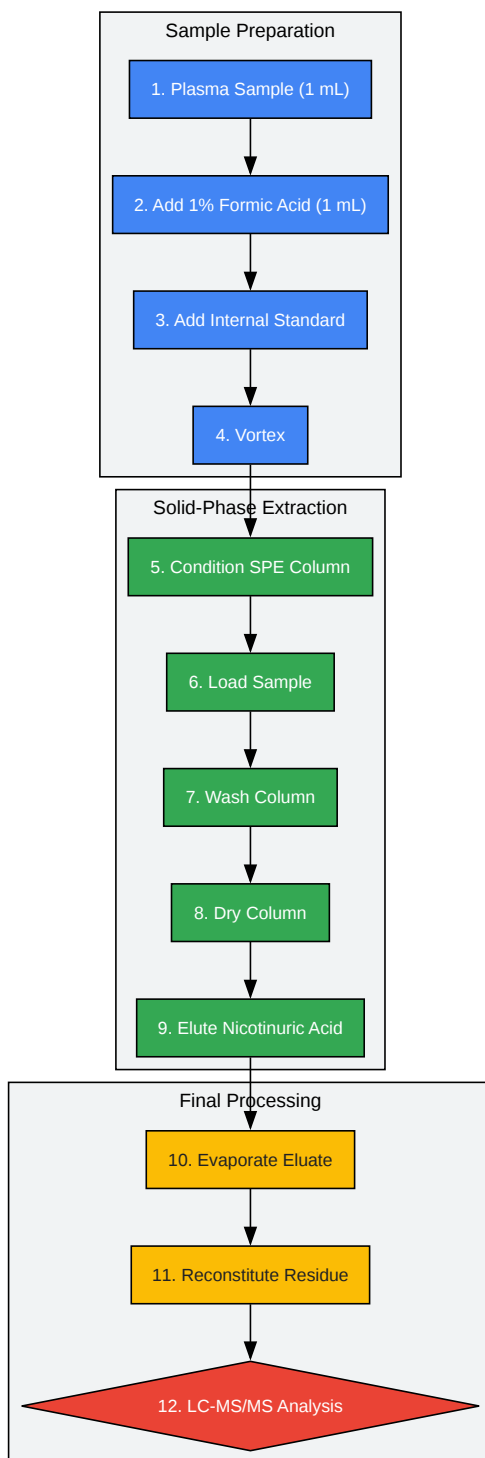 Sample Preparation
1. Plasma Sample (1 mL)
2. Add 1% Formic Acid (1 mL)
3. Add Internal Standard
4. Vortex
Solid-Phase Extraction
5. Condition SPE Column
6. Load Sample
7. Wash Column
8. Dry Column
9. Elute Nicotinuric Acid
Final Processing
10. Evaporate Eluate
11. Reconstitute Residue
12. LC-MS/MS Analysis